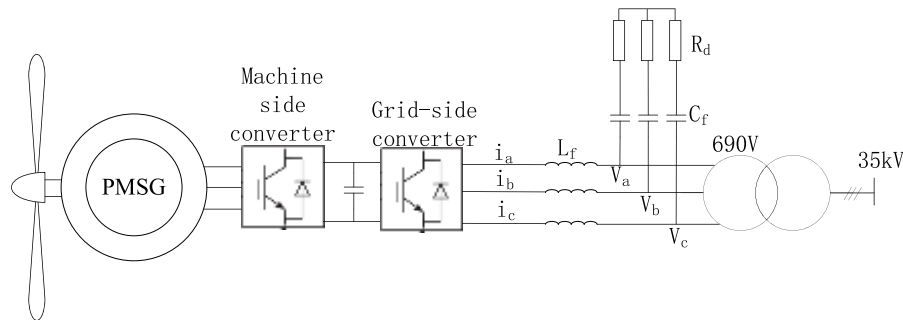 R_d
Machine
side
converter
Grid-side
converter
C_f
690V
35kV
i_a
L_f
V_a
PMSG
i_b
V_b
i_c
V_c